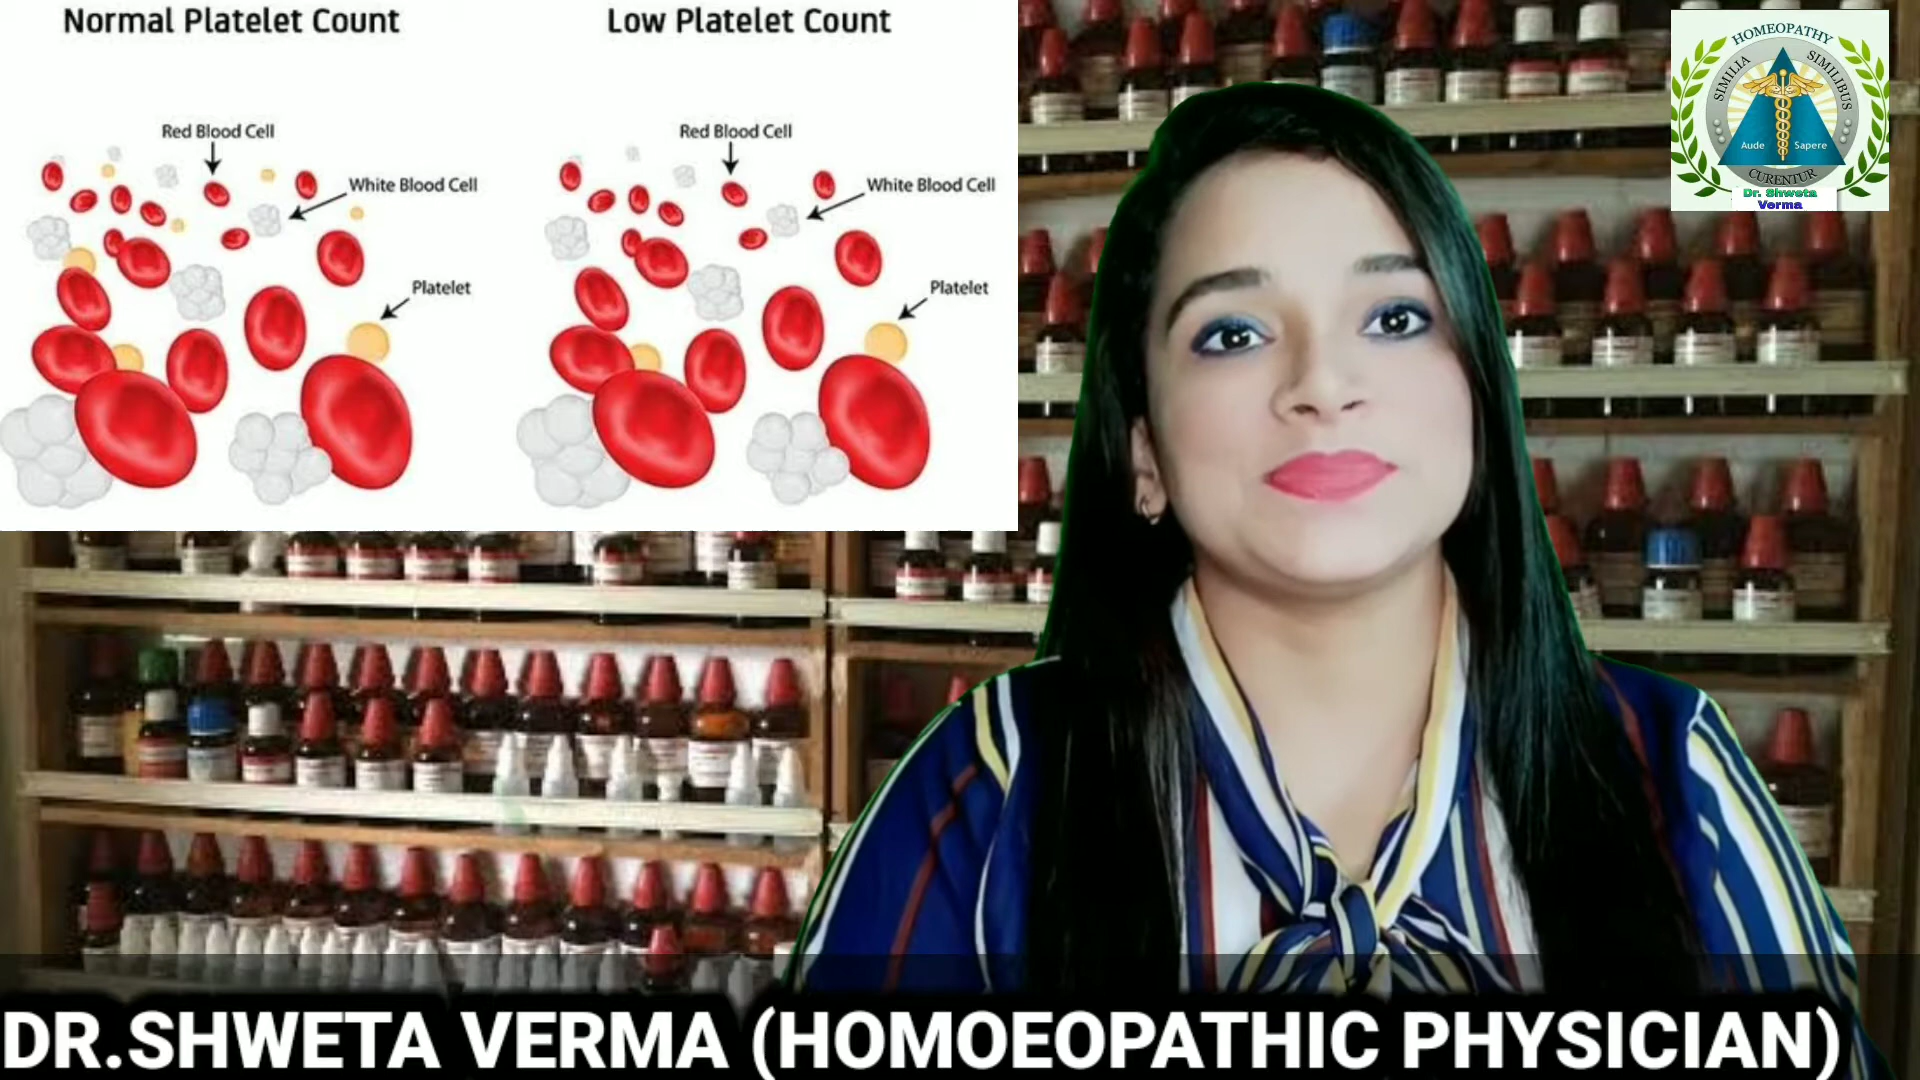 Normal Platelet Count
Low Platelet Count
Red Blood Cell
White Blood Cell
Platelet
Red Blood Cell
White Blood Cell
Platelet
HOMEOPATHY
SIMILIA SIMILIBUS
Aude Sapere
CURENTUR
Dr. Shweta
Verma
DR.SHWETA VERMA (HOMOEOPATHIC PHYSICIAN)